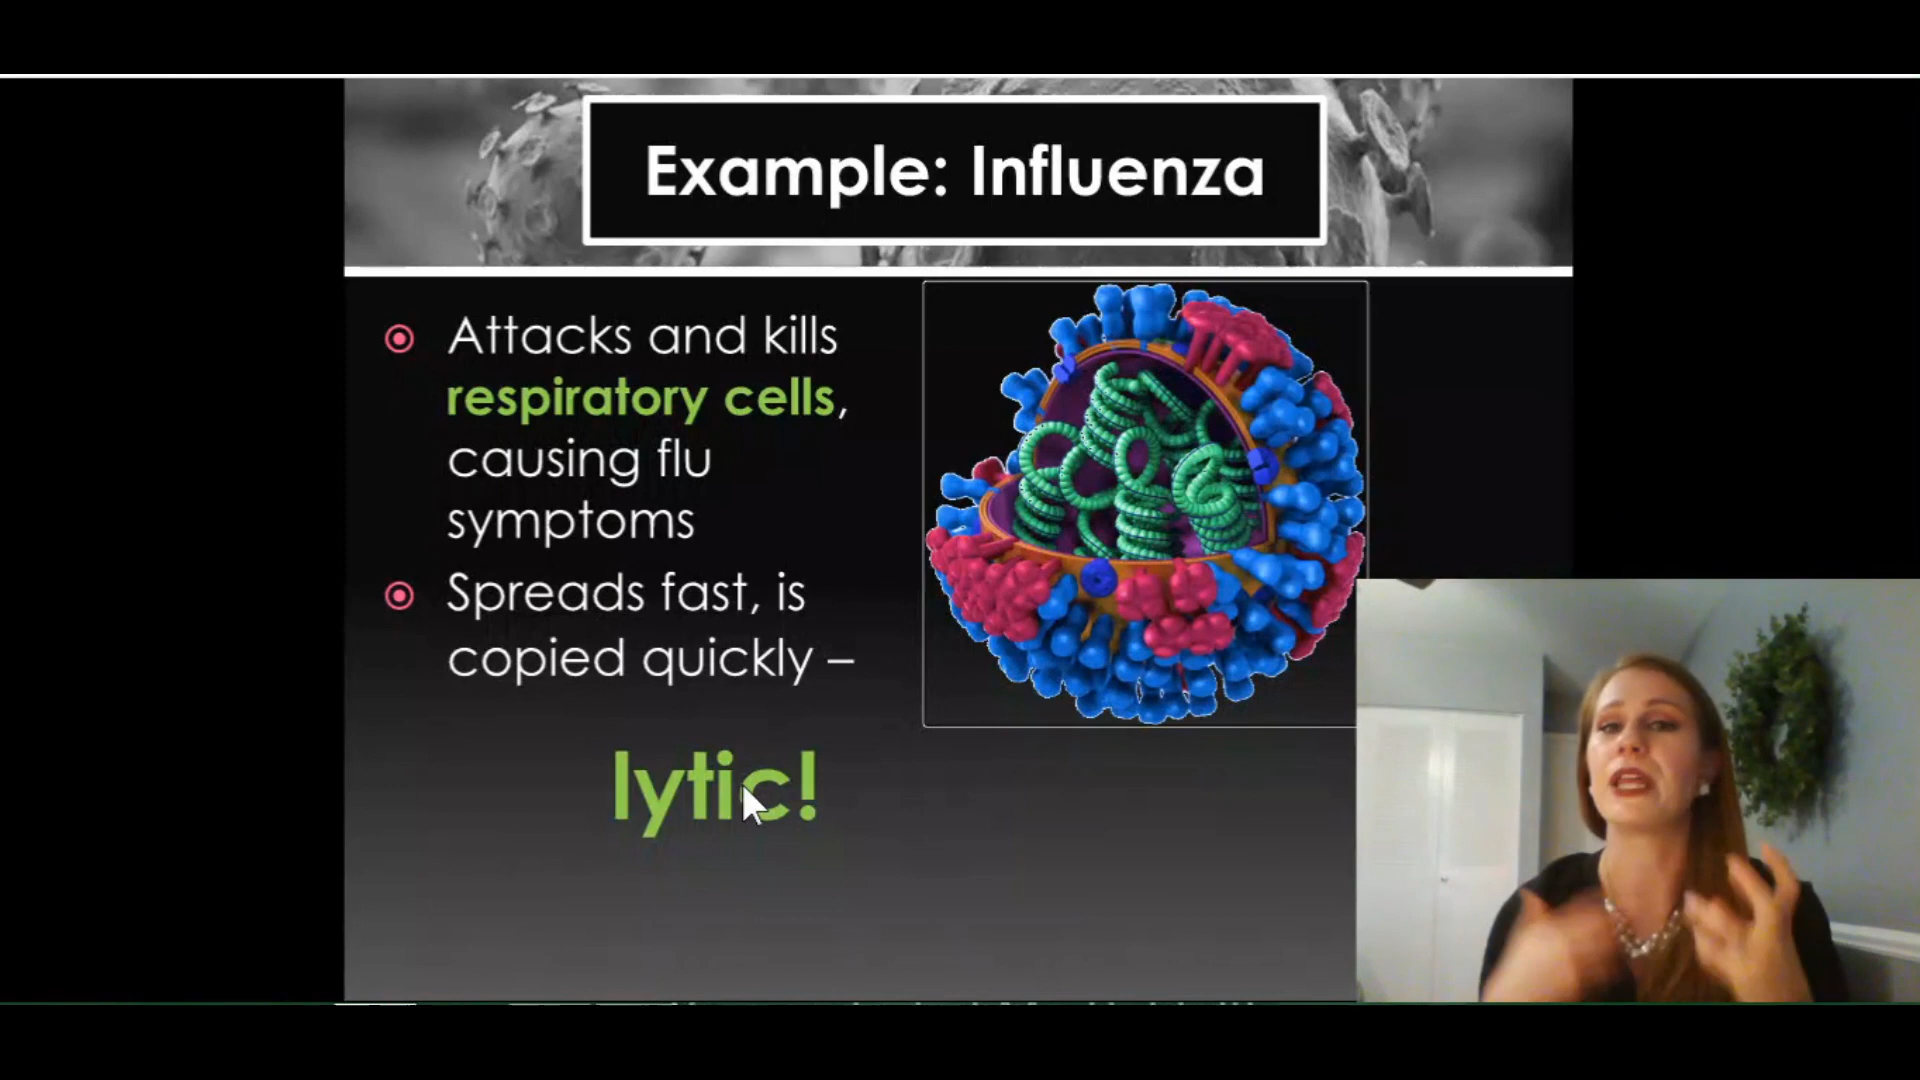 Example: Influenza
Attacks and kills
respiratory cells,
causing flu
symptoms
Spreads fast, is
copied quickly –
lytic!